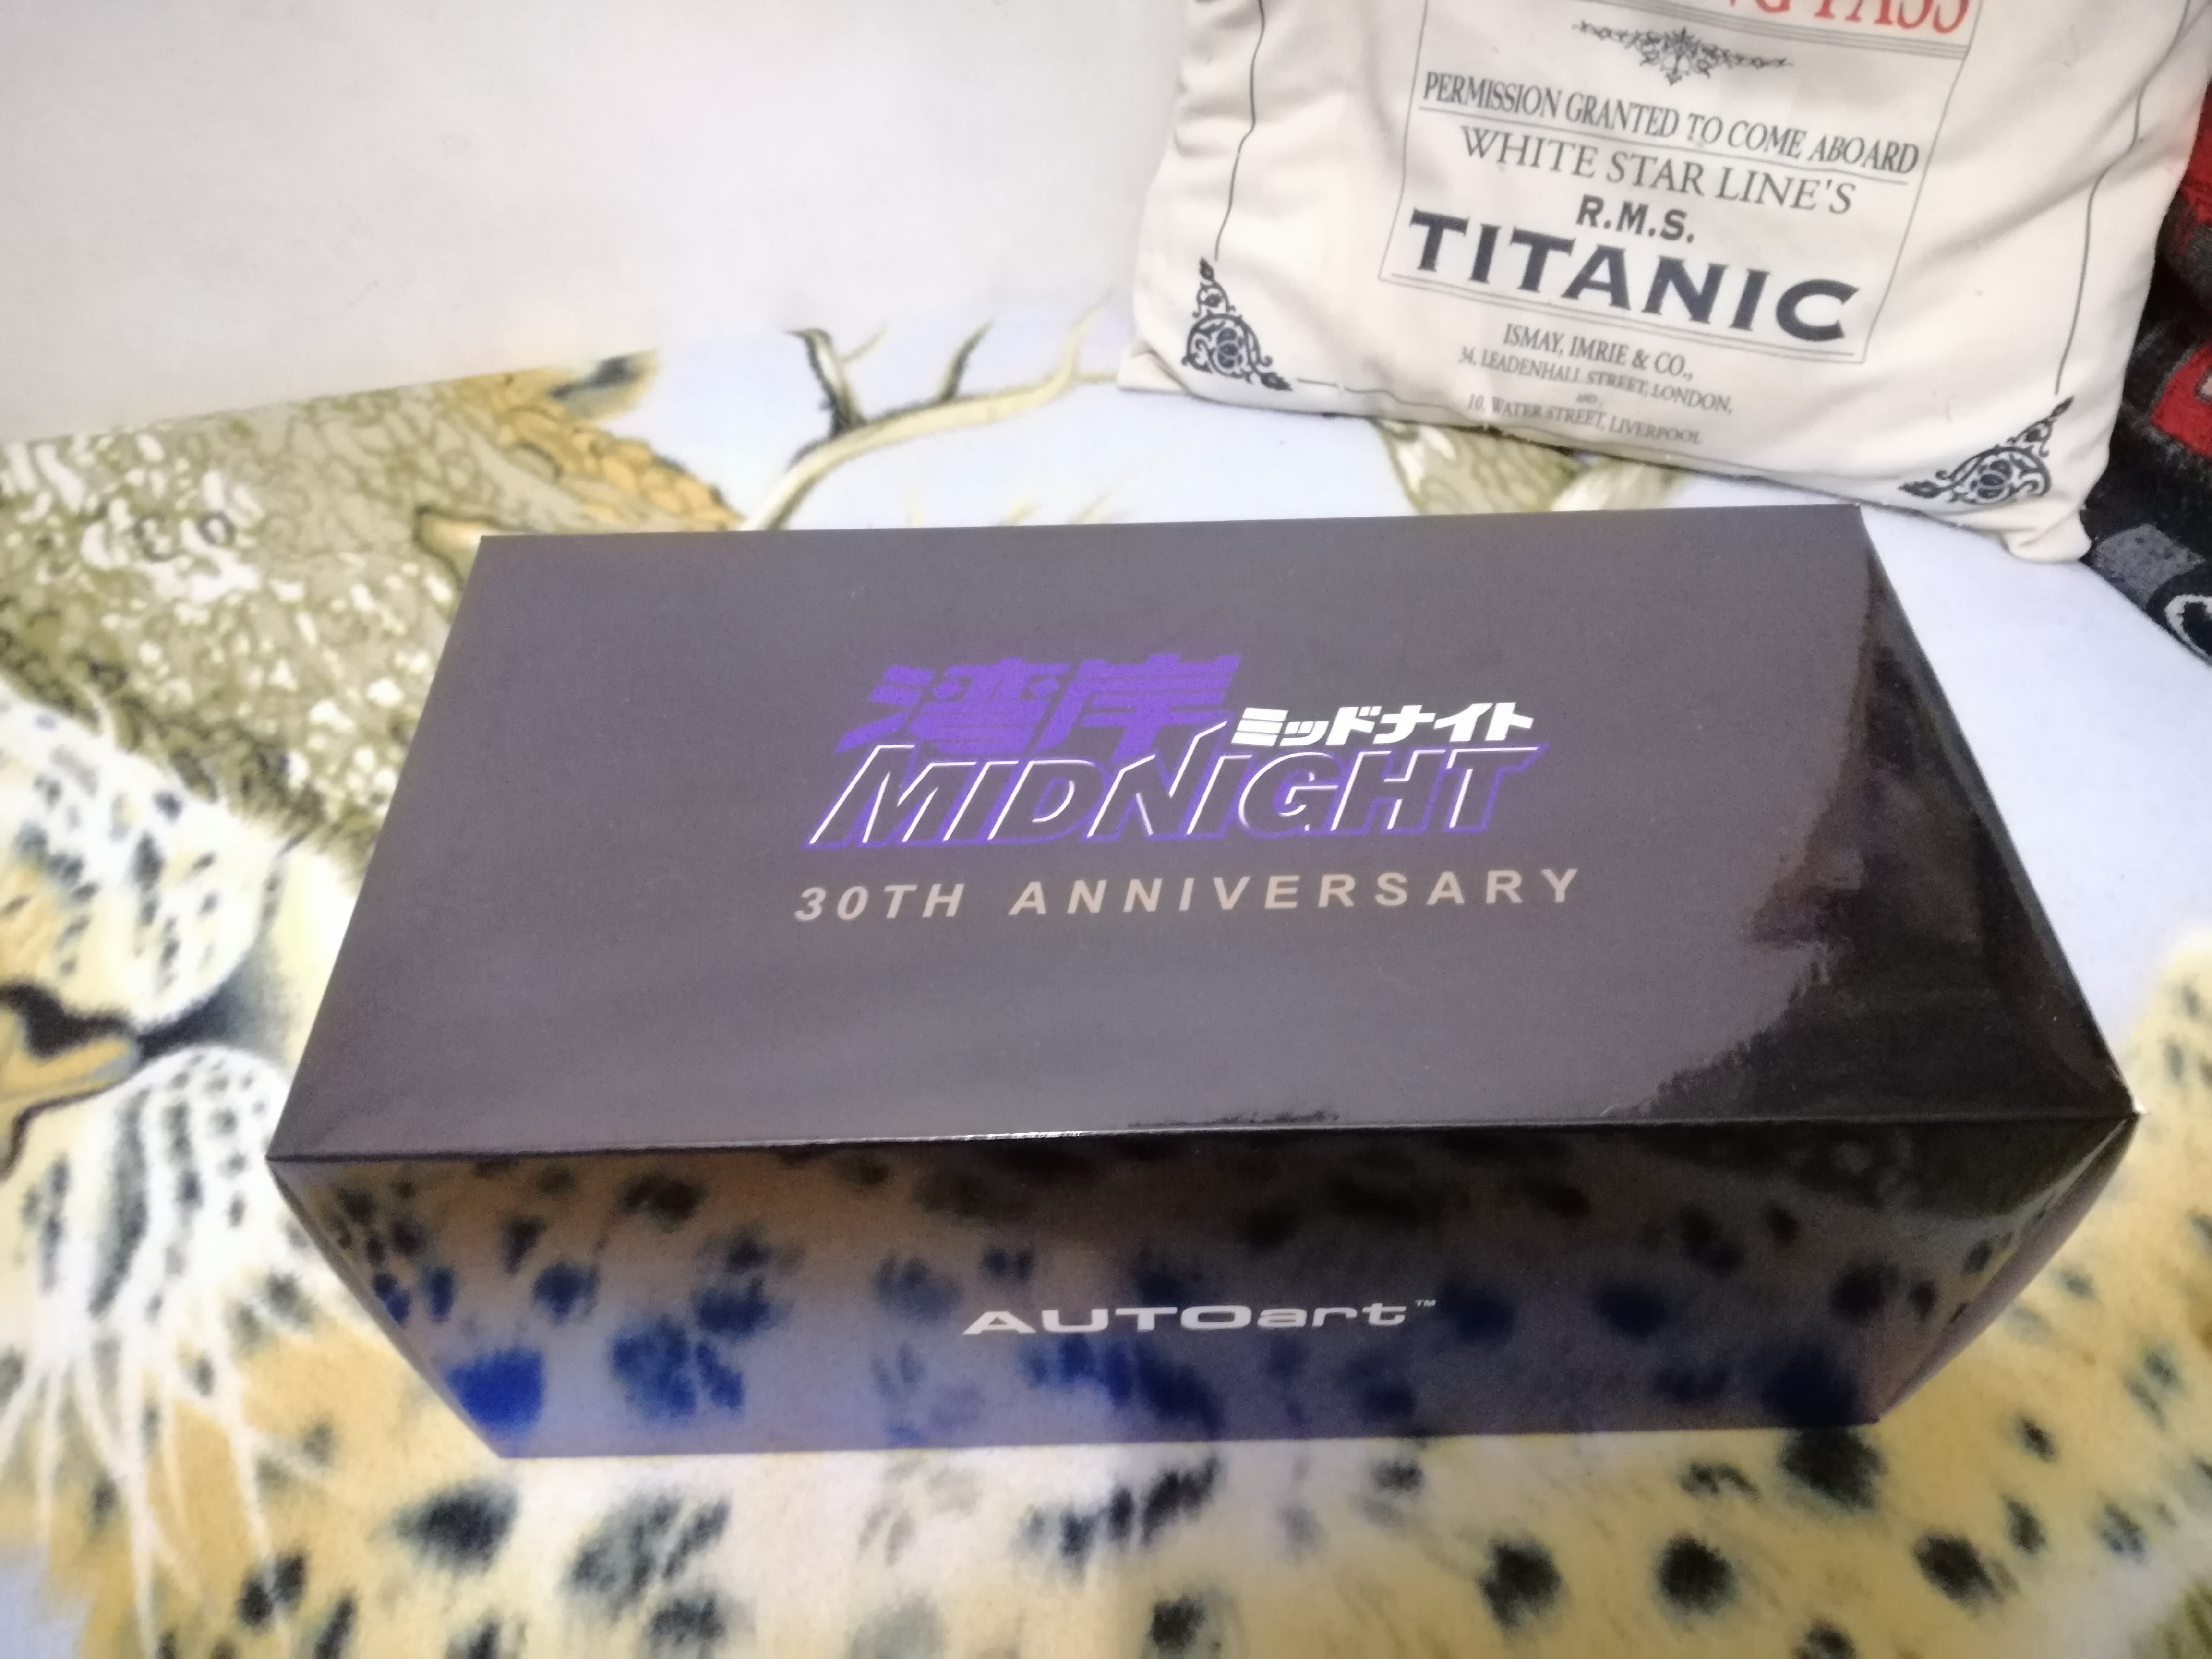 PERMISSION GRANTED TO COME ABOARD
WHITE STAR LINE'S
R.M.S.
TITANIC
ISMAY, IMRIE & CO.,
34, LEADENHALL STREET, LONDON,
AND
10, WATER STREET, LIVERPOOL
湾岸 ミッドナイト
MIDNIGHT
30TH ANNIVERSARY
AUTOart™